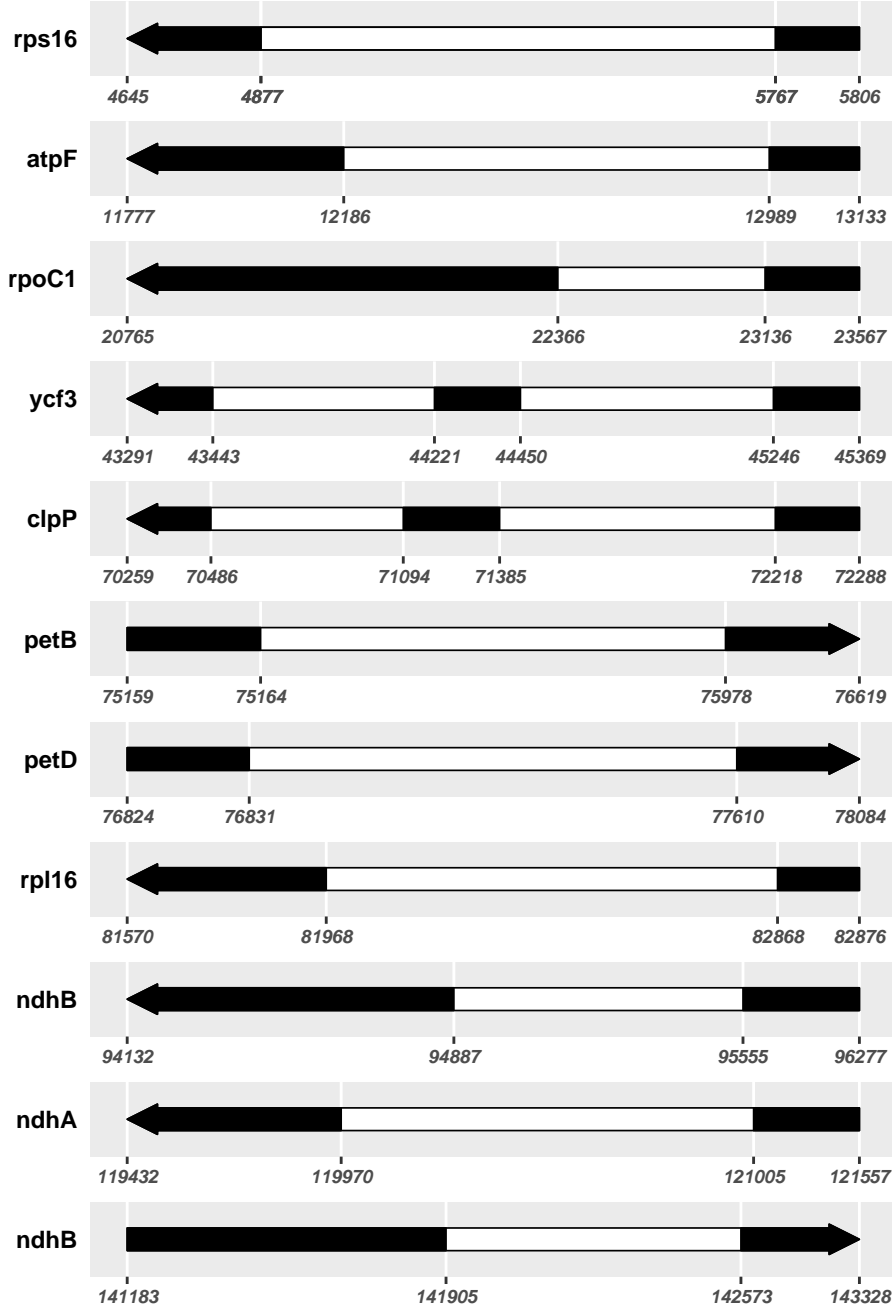 rps16
4645 4877 5767 5806
atpF
11777 12186 12989 13133
rpoC1
20765 22366 23136 23567
ycf3
43291 43443 44221 44450 45246 45369
clpP
70259 70486 71094 71385 72218 72288
petB
75159 75164 75978 76619
petD
76824 76831 77610 78084
rpl16
81570 81968 82868 82876
ndhB
94132 94887 95555 96277
ndhA
119432 119970 121005 121557
ndhB
141183 141905 142573 143328